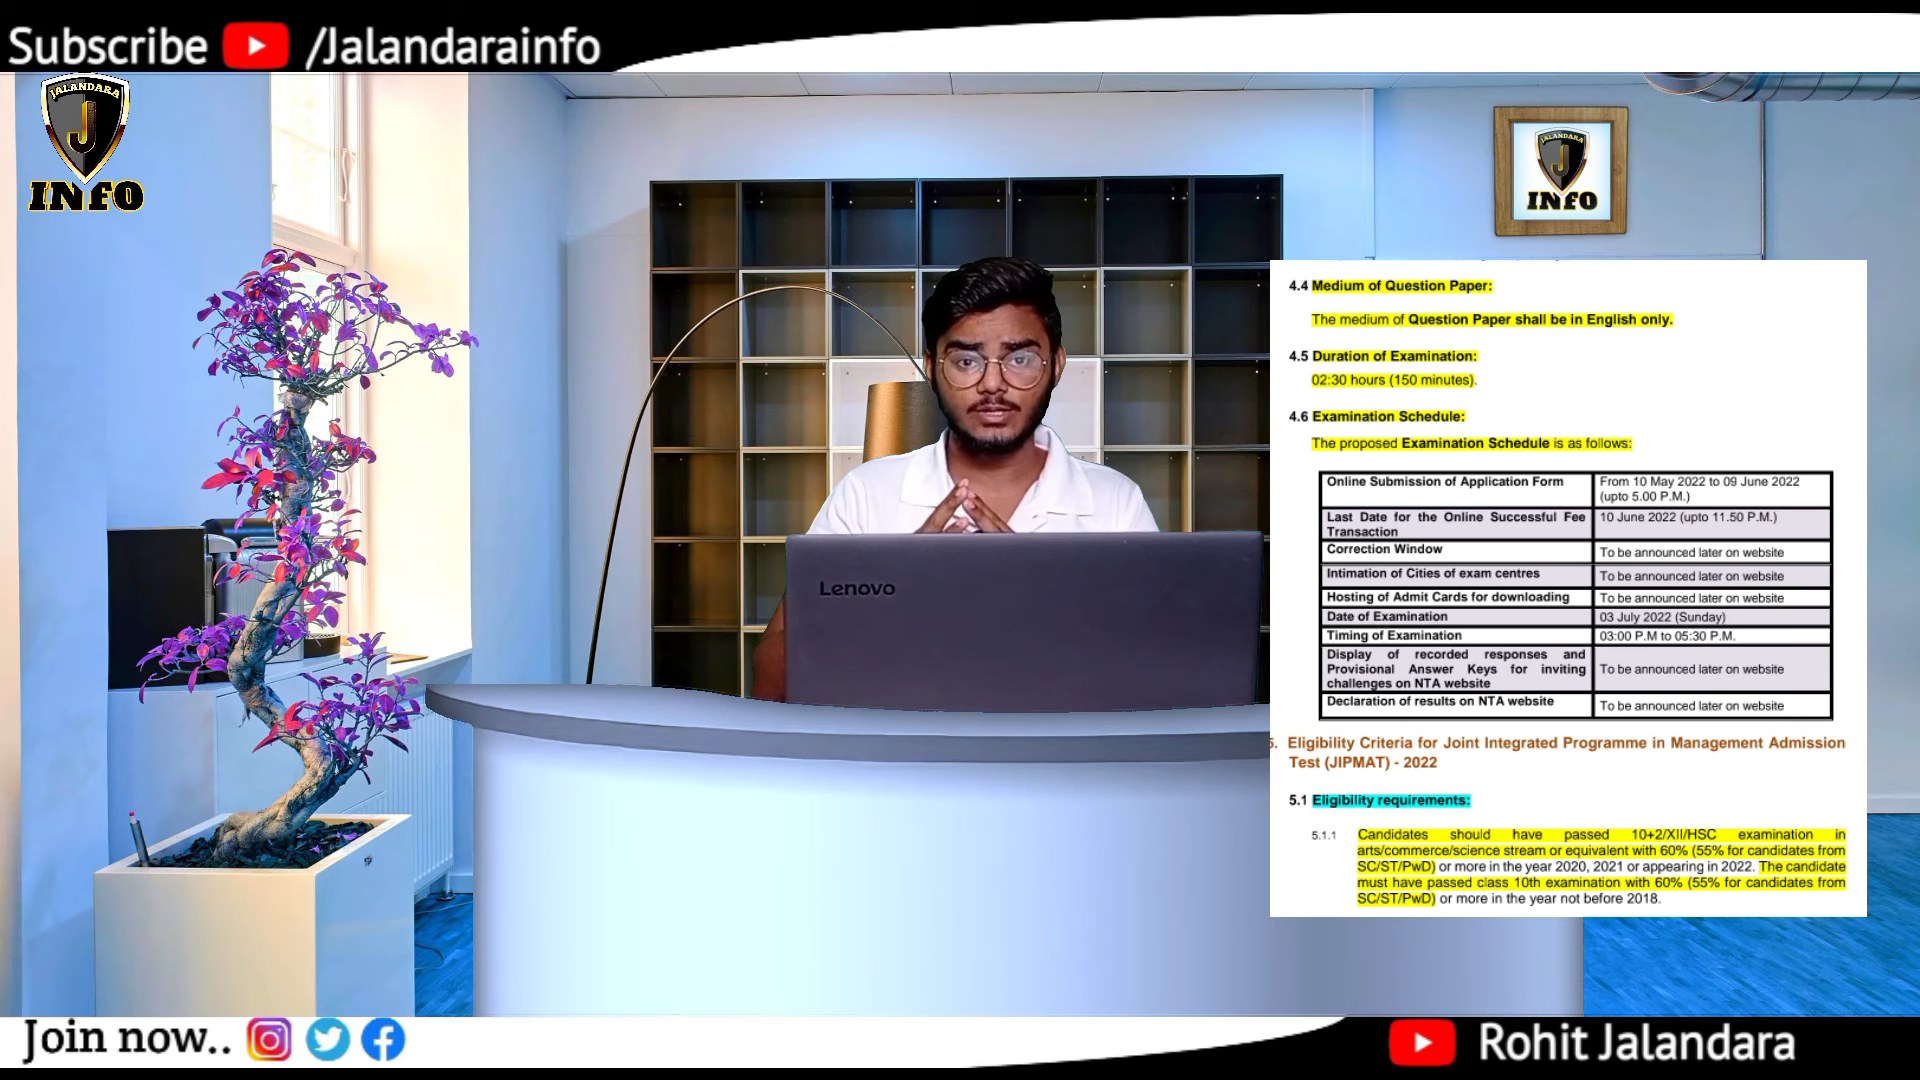 Subscribe /Jalandarainfo
JALANDARA
J
INFO
JALANDARA
J
INFO
Lenovo
4.4 Medium of Question Paper:
The medium of Question Paper shall be in English only.
4.5 Duration of Examination:
02:30 hours (150 minutes).
4.6 Examination Schedule:
The proposed Examination Schedule is as follows:
Online Submission of Application Form From 10 May 2022 to 09 June 2022
(upto 5.00 P.M.)
Last Date for the Online Successful Fee 10 June 2022 (upto 11.50 P.M.)
Transaction
Correction Window To be announced later on website
Intimation of Cities of exam centres To be announced later on website
Hosting of Admit Cards for downloading To be announced later on website
Date of Examination 03 July 2022 (Sunday)
Timing of Examination 03:00 P.M to 05:30 P.M.
Display of recorded responses and
Provisional Answer Keys for inviting To be announced later on website
challenges on NTA website
Declaration of results on NTA website To be announced later on website
5. Eligibility Criteria for Joint Integrated Programme in Management Admission
Test (JIPMAT) - 2022
5.1 Eligibility requirements:
5.1.1 Candidates should have passed 10+2/XII/HSC examination in
arts/commerce/science stream or equivalent with 60% (55% for candidates from
SC/ST/PwD) or more in the year 2020, 2021 or appearing in 2022. The candidate
must have passed class 10th examination with 60% (55% for candidates from
SC/ST/PwD) or more in the year not before 2018.
Join now..
Rohit Jalandara